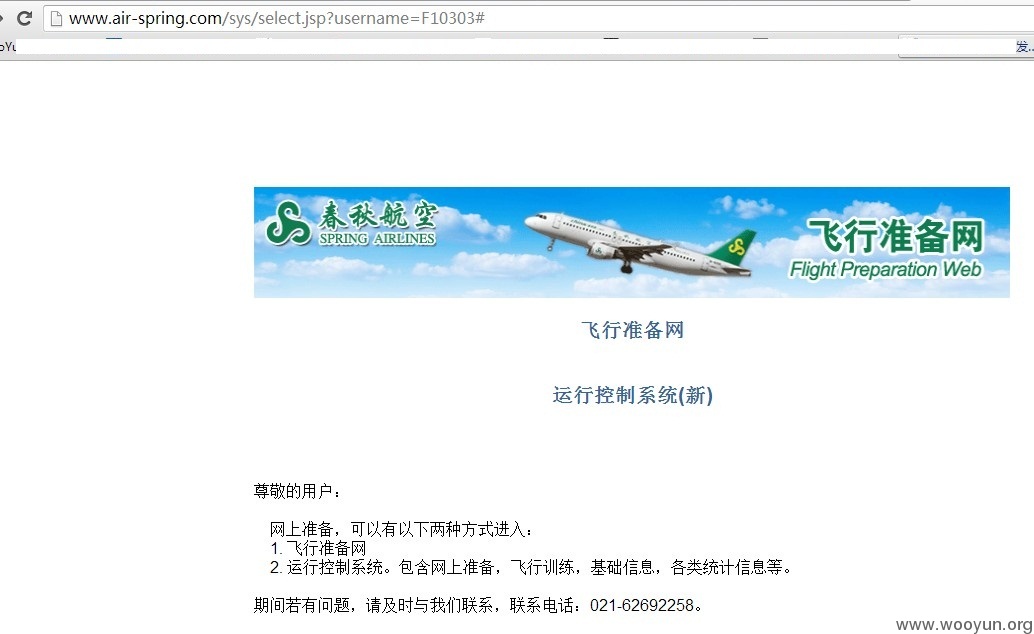 www.air-spring.com/sys/select.jsp?username=F10303#
发...
春秋航空
SPRING AIRLINES
飞行准备网
Flight Preparation Web
飞行准备网
运行控制系统(新)
尊敬的用户：
网上准备，可以有以下两种方式进入：
1. 飞行准备网
2. 运行控制系统。包含网上准备，飞行训练，基础信息，各类统计信息等。
期间若有问题，请及时与我们联系，联系电话：021-62692258。
www.wooyun.org